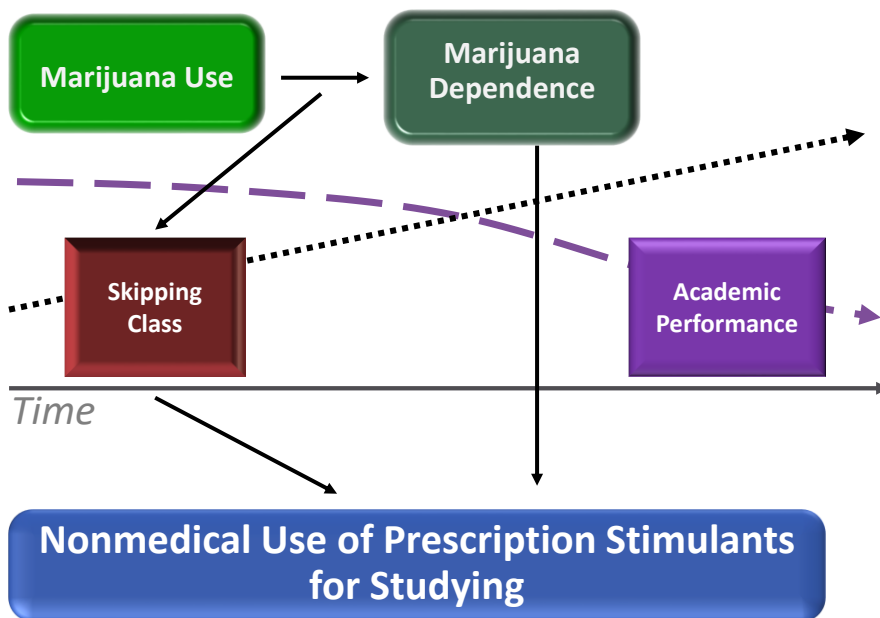 Marijuana Use
Marijuana
Dependence
Skipping
Class
Academic
Performance
Time
Nonmedical Use of Prescription Stimulants
for Studying